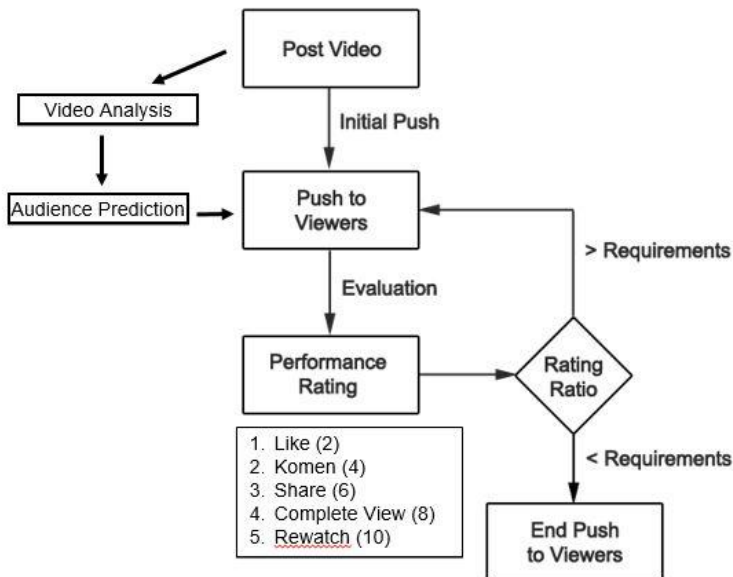 Post Video
Video Analysis
Initial Push
Audience Prediction
Push to
Viewers
> Requirements
Evaluation
Performance
Rating
Rating
Ratio
1. Like (2)
2. Komen (4)
3. Share (6)
4. Complete View (8)
5. Rewatch (10)
< Requirements
End Push
to Viewers